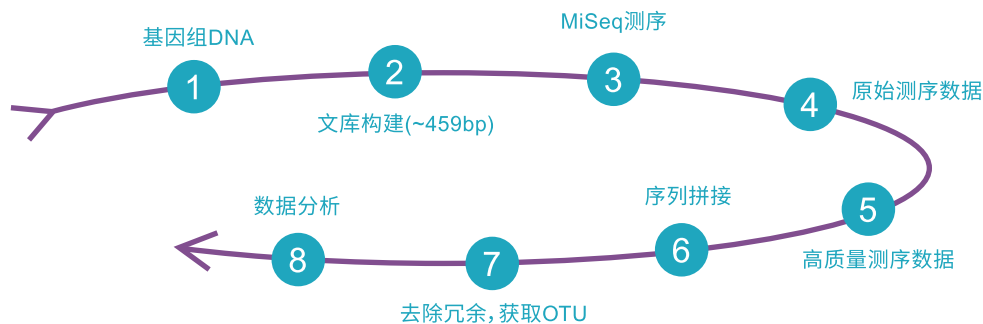 基因组DNA
1
2
文库构建(~459bp)
MiSeq测序
3
4
原始测序数据
5
高质量测序数据
序列拼接
6
7
去除冗余,获取OTU
数据分析
8